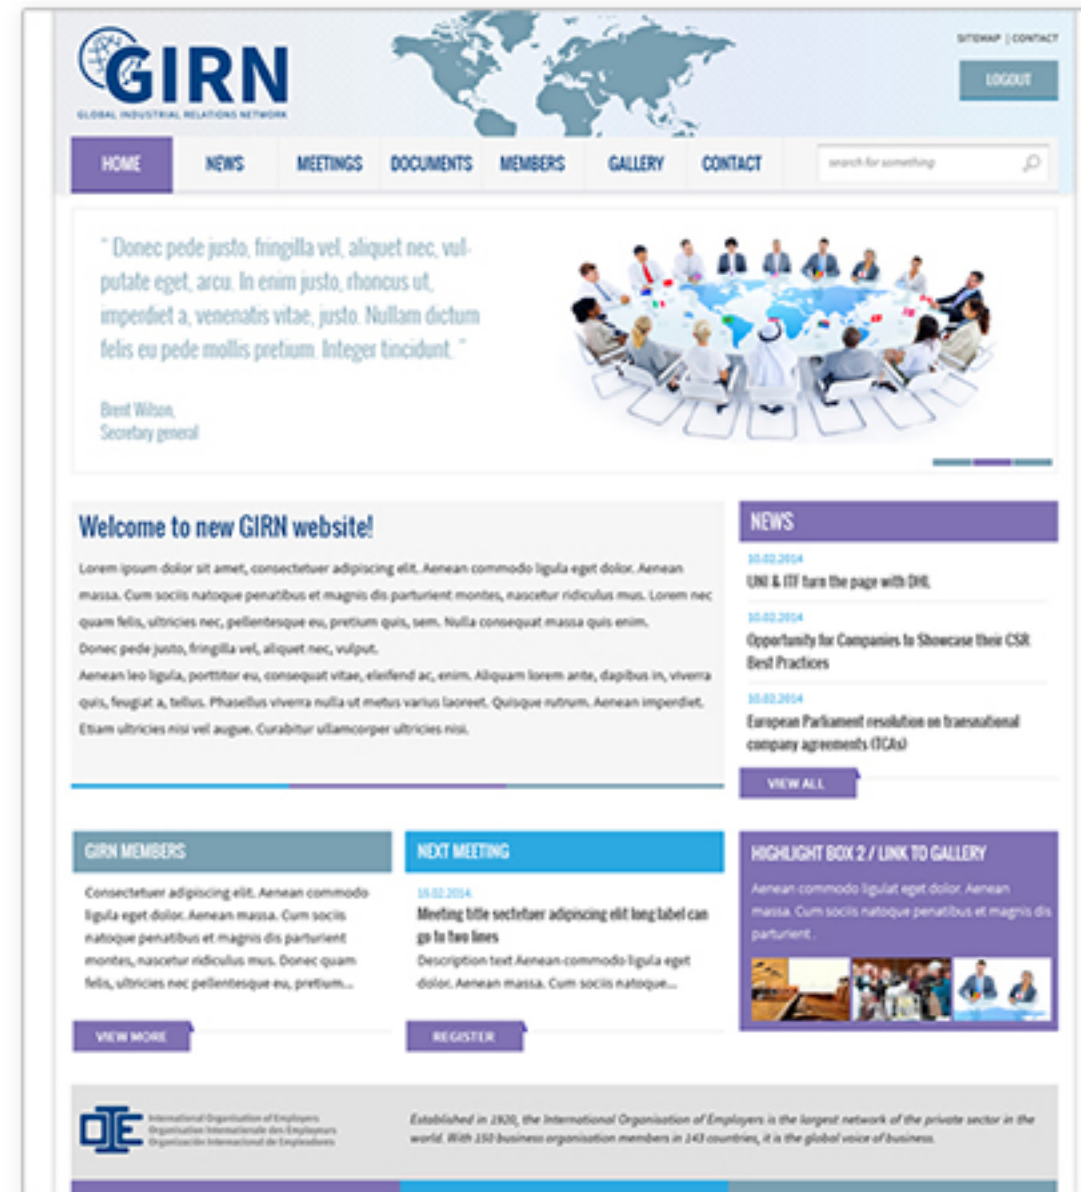 GIRN
GLOBAL INDUSTRIAL RELATIONS NETWORK
SITEMAP | CONTACT
LOGOUT
HOME NEWS MEETINGS DOCUMENTS MEMBERS GALLERY CONTACT search for something
" Donec pede justo, fringilla vel, aliquet nec, vul-
putate eget, arcu. In enim justo, rhoncus ut,
imperdiet a, venenatis vitae, justo. Nullam dictum
felis eu pede mollis pretium. Integer tincidunt. "
Brent Wilson,
Secretary general
Welcome to new GIRN website!
Lorem ipsum dolor sit amet, consectetuer adipiscing elit. Aenean commodo ligula eget dolor. Aenean
massa. Cum sociis natoque penatibus et magnis dis parturient montes, nascetur ridiculus mus. Lorem nec
quam felis, ultricies nec, pellentesque eu, pretium quis, sem. Nulla consequat massa quis enim.
Donec pede justo, fringilla vel, aliquet nec, vulput.
Aenean leo ligula, porttitor eu, consequat vitae, eleifend ac, enim. Aliquam lorem ante, dapibus in, viverra
quis, feugiat a, tellus. Phasellus viverra nulla ut metus varius laoreet. Quisque rutrum. Aenean imperdiet.
Etiam ultricies nisi vel augue. Curabitur ullamcorper ultricies nisi.
NEWS
10.02.2014
UNI & ITF turn the page with DHL
10.02.2014
Opportunity for Companies to Showcase their CSR
Best Practices
10.02.2014
European Parliament resolution on transnational
company agreements (TCAs)
VIEW ALL
GIRN MEMBERS
Consectetuer adipiscing elit. Aenean commodo
ligula eget dolor. Aenean massa. Cum sociis
natoque penatibus et magnis dis parturient
montes, nascetur ridiculus mus. Donec quam
felis, ultricies nec pellentesque eu, pretium...
VIEW MORE
NEXT MEETING
Meeting title sectetuer adipiscing elit long label can
go to two lines
Description text Aenean commodo ligula eget
dolor. Aenean massa. Cum sociis natoque...
REGISTER
HIGHLIGHT BOX 2 / LINK TO GALLERY
Aenean commodo ligulat eget dolor. Aenean
massa. Cum sociis natoque penatibus et magnis dis
parturient .
OIE
International Organisation of Employers
Organisation Internationale des Employeurs
Organización Internacional de Empleadores
Established in 1920, the International Organisation of Employers is the largest network of the private sector in the
world. With 150 business organisation members in 143 countries, it is the global voice of business.